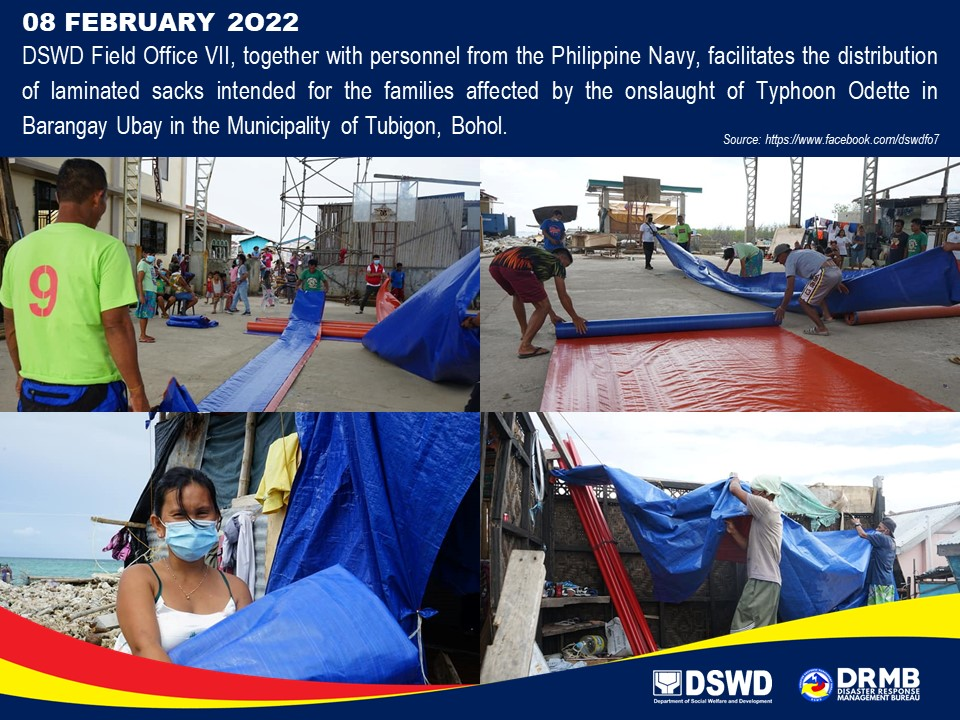 08 FEBRUARY 2022
DSWD Field Office VII, together with personnel from the Philippine Navy, facilitates the distribution
of laminated sacks intended for the families affected by the onslaught of Typhoon Odette in
Barangay Ubay in the Municipality of Tubigon, Bohol.
Source: https://www.facebook.com/dswdfo7
9
DSWD
Department of Social Welfare and Development
DRMB
DISASTER RESPONSE
MANAGEMENT BUREAU